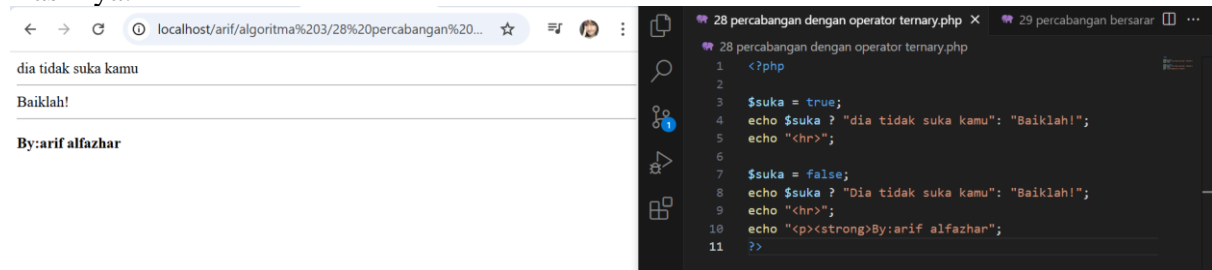 localhost/arif/algoritma%203/28%20percabangan%20...
dia tidak suka kamu
Baiklah!
By:arif alfazhar
28 percabangan dengan operator ternary.php
29 percabangan bersarar
28 percabangan dengan operator ternary.php
1 <?php
2
3 $suka = true;
4 echo $suka ? "dia tidak suka kamu": "Baiklah!";
5 echo "<hr>";
6
7 $suka = false;
8 echo $suka ? "Dia tidak suka kamu": "Baiklah!";
9 echo "<hr>";
10 echo "<p><strong>By:arif alfazhar";
11 ?>
1